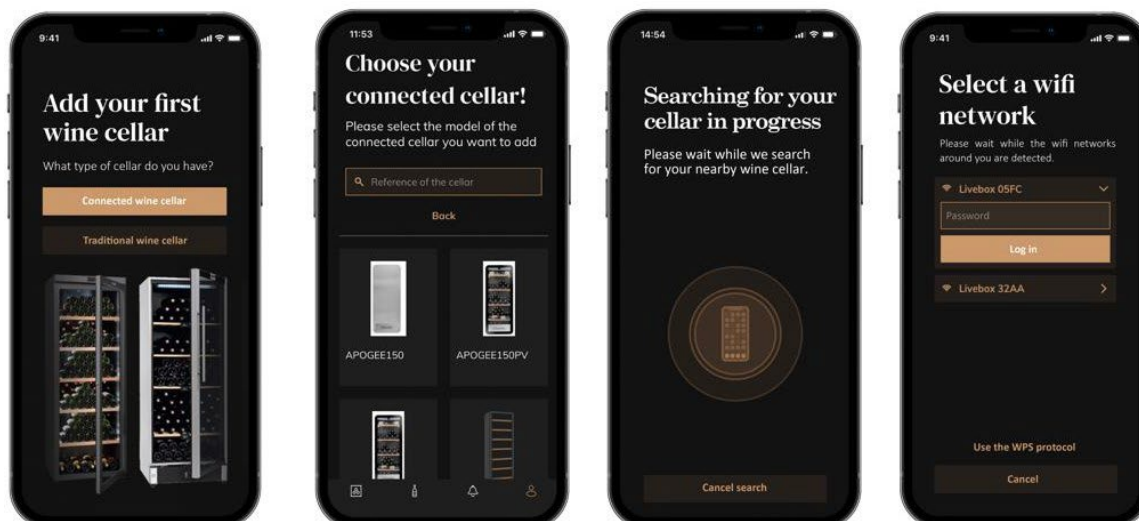 9:41
Add your first
wine cellar
What type of cellar do you have?
Connected wine cellar
Traditional wine cellar
11:53
Choose your
connected cellar!
Please select the model of the
connected cellar you want to add
Reference of the cellar
Back
APOGEE150
APOGEE150PV
14:54
Searching for your
cellar in progress
Please wait while we search
for your nearby wine cellar.
Cancel search
9:41
Select a wifi
network
Please wait while the wifi networks
around you are detected.
Livebox 05FC
Password
Log in
Livebox 32AA
Use the WPS protocol
Cancel